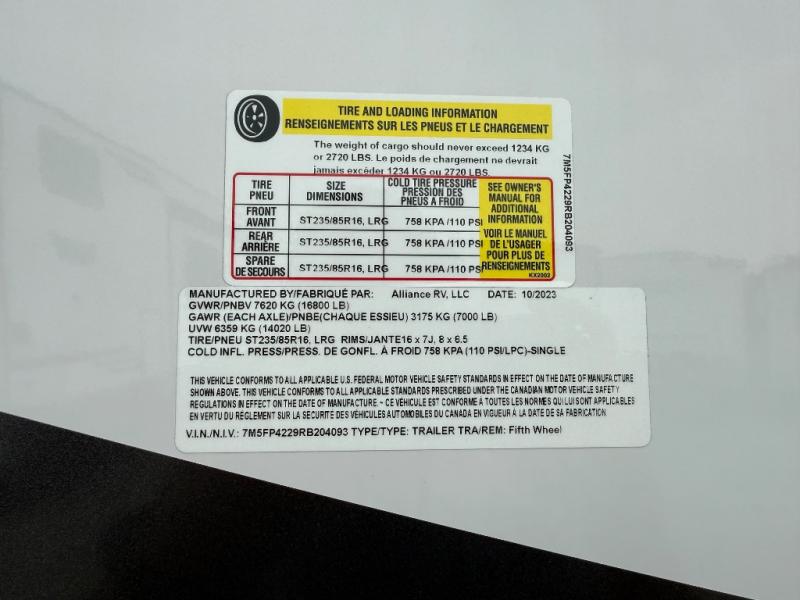 TIRE AND LOADING INFORMATION
RENSEIGNEMENTS SUR LES PNEUS ET LE CHARGEMENT
The weight of cargo should never exceed 1234 KG
or 2720 LBS. Le poids de chargement ne devrait
jamais excéder 1234 KG ou 2720 LBS.
TIRE PNEU SIZE DIMENSIONS COLD TIRE PRESSURE PRESSION DES PNEUS A FROID
FRONT AVANT ST235/85R16, LRG 758 KPA /110 PSI
REAR ARRIÈRE ST235/85R16, LRG 758 KPA /110 PSI
SPARE DE SECOURS ST235/85R16, LRG 758 KPA /110 PSI
SEE OWNER'S
MANUAL FOR
ADDITIONAL
INFORMATION
VOIR LE MANUEL
DE L'USAGER
POUR PLUS DE
RENSEIGNEMENTS
KX2002
7M5FP4229RB204093
MANUFACTURED BY/FABRIQUÉ PAR: Alliance RV, LLC DATE: 10/2023
GVWR/PNBV 7620 KG (16800 LB)
GAWR (EACH AXLE)/PNBE(CHAQUE ESSIEU) 3175 KG (7000 LB)
UVW 6359 KG (14020 LB)
TIRE/PNEU ST235/85R16, LRG RIMS/JANTE16 x 7J, 8 x 6.5
COLD INFL. PRESS/PRESS. DE GONFL. À FROID 758 KPA (110 PSI/LPC)-SINGLE
THIS VEHICLE CONFORMS TO ALL APPLICABLE U.S. FEDERAL MOTOR VEHICLE SAFETY STANDARDS IN EFFECT ON THE DATE OF MANUFACTURE
SHOWN ABOVE. THIS VEHICLE CONFORMS TO ALL APPLICABLE STANDARDS PRESCRIBED UNDER THE CANADIAN MOTOR VEHICLE SAFETY
REGULATIONS IN EFFECT ON THE DATE OF MANUFACTURE. - CE VÉHICULE EST CONFORME À TOUTES LES NORMES QUI LUI SONT APPLICABLES
EN VERTU DU RÈGLEMENT SUR LA SÉCURITÉ DES VÉHICULES AUTOMOBILES DU CANADA EN VIGUEUR À LA DATE DE SA FABRICATION
V.I.N./N.I.V.: 7M5FP4229RB204093 TYPE/TYPE: TRAILER TRA/REM: Fifth Wheel